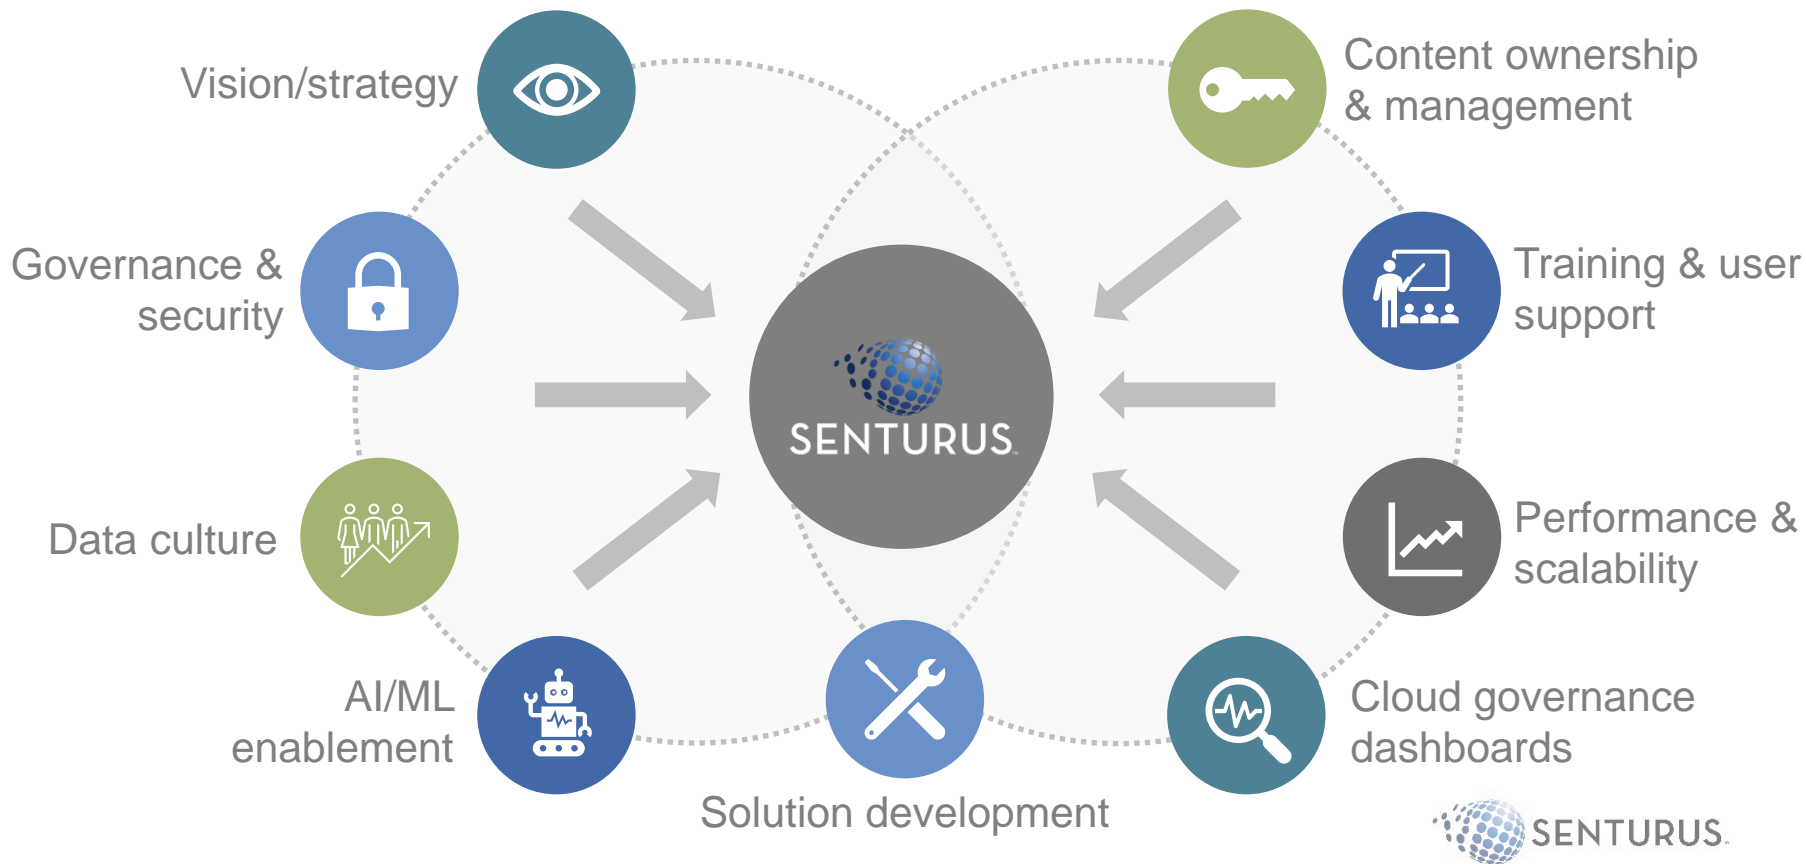 Vision/strategy
Content ownership
& management
Governance &
security
Training & user
support
SENTURUS
Data culture
Performance &
scalability
AI/ML
enablement
Cloud governance
dashboards
Solution development
SENTURUS